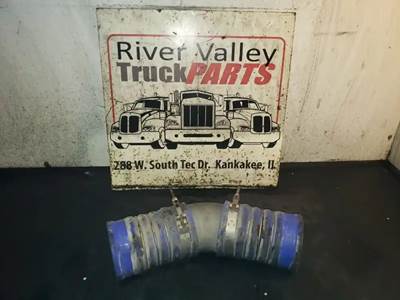 River Valley
TruckPARTS
288 W. South Tec Dr. Kankakee, IL